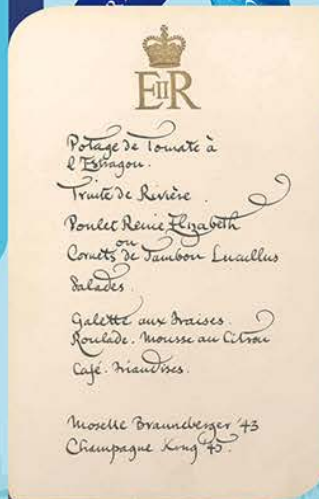 EIIR
Potage de Tomate à
l'Estragon.
Truite de Rivière.
Poulet Reine Elizabeth
ou
Cornets de Jambon Lucullus
Salades.
Galette aux Fraises.
Roulade. Mousse au Citron
Café. Friandises.
Moselle Brauneberger '43
Champagne Krug '45.